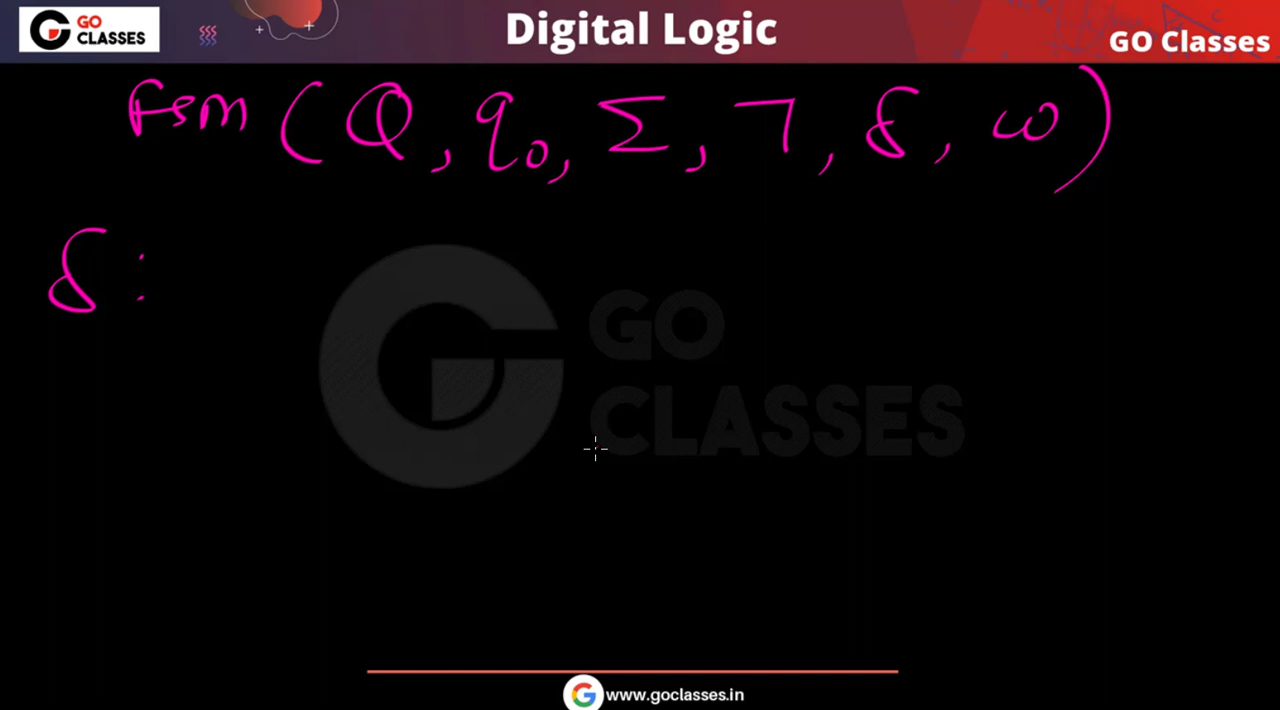 GO
CLASSES
Digital Logic
GO Classes
FSM (Q, q₀, Σ, ㄱ, δ, ω)
δ :
GO
CLASSES
www.goclasses.in